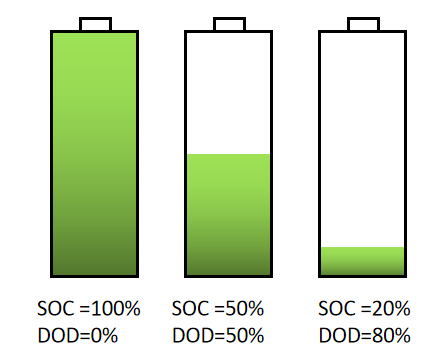 SOC =100%
DOD=0%
SOC =50%
DOD=50%
SOC =20%
DOD=80%